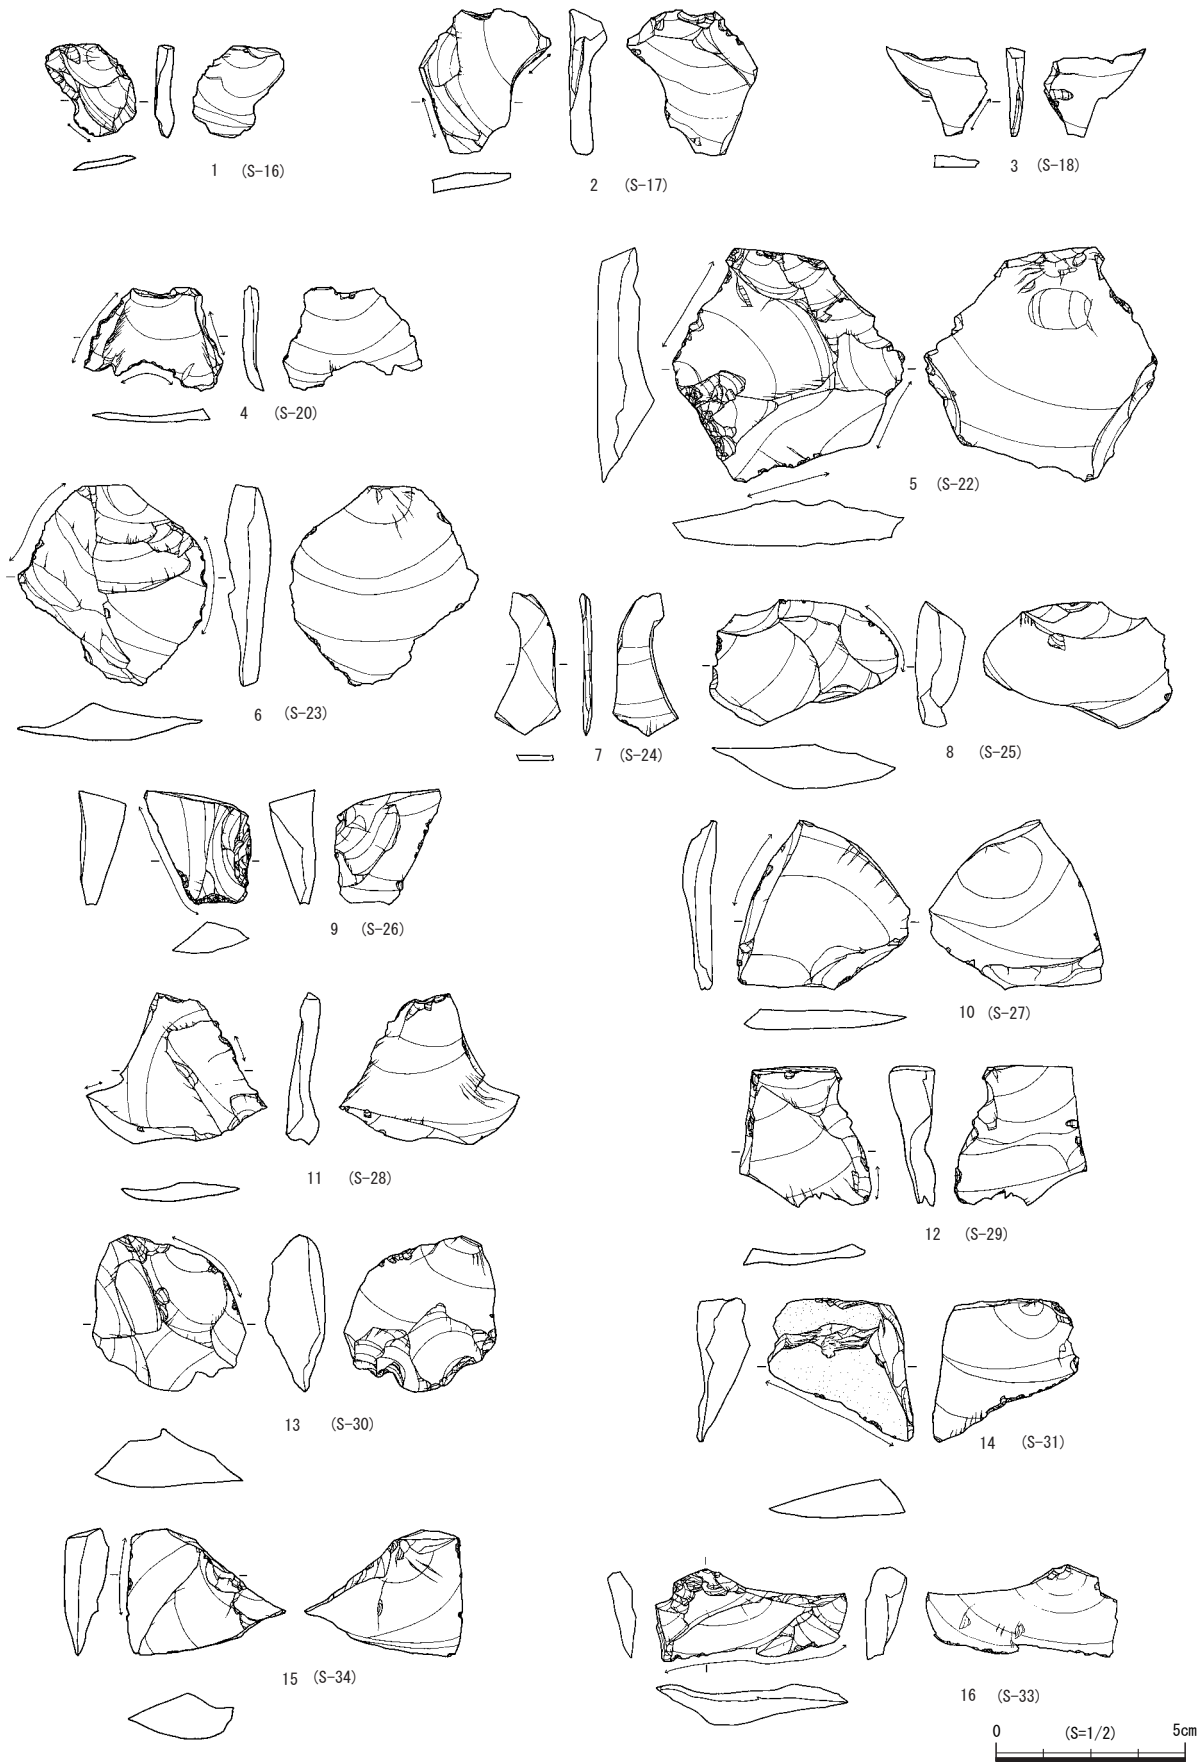 1 (S-16)
2 (S-17)
3 (S-18)
4 (S-20)
5 (S-22)
6 (S-23)
7 (S-24)
8 (S-25)
9 (S-26)
10 (S-27)
11 (S-28)
12 (S-29)
13 (S-30)
14 (S-31)
15 (S-34)
16 (S-33)
0 (S=1/2) 5cm